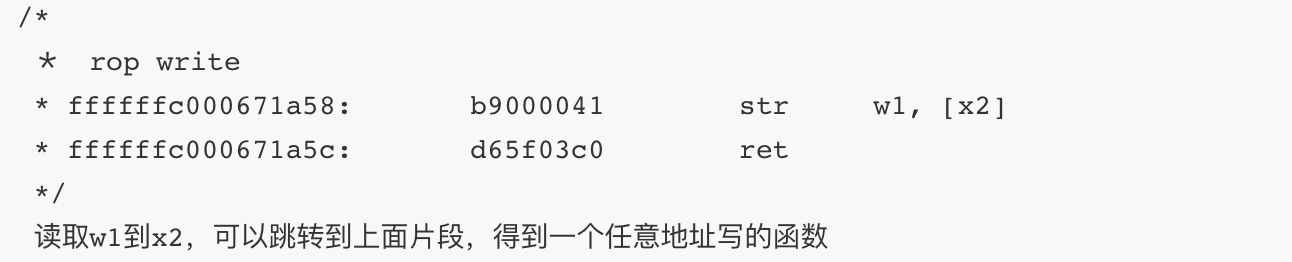 /*
* rop write
* ffffffc000671a58: b9000041 str w1, [x2]
* ffffffc000671a5c: d65f03c0 ret
*/
读取w1到x2，可以跳转到上面片段，得到一个任意地址写的函数